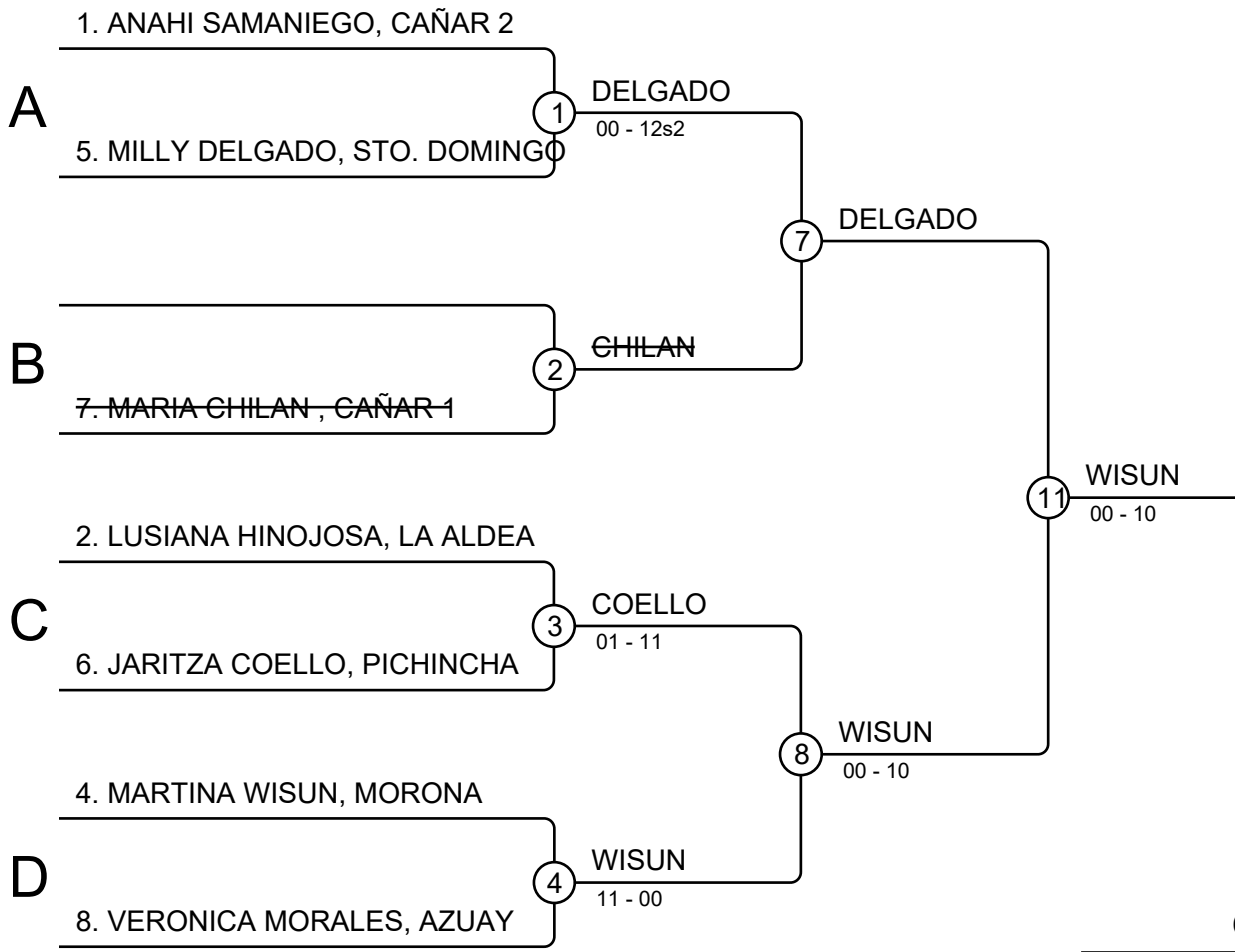 1. ANAHI SAMANIEGO, CAÑAR 2
A
1
DELGADO
00 - 12s2
5. MILLY DELGADO, STO. DOMINGO
7
DELGADO
B
2
CHILAN
7. MARIA CHILAN , CAÑAR 1
11
WISUN
00 - 10
2. LUSIANA HINOJOSA, LA ALDEA
C
3
COELLO
01 - 11
6. JARITZA COELLO, PICHINCHA
8
WISUN
00 - 10
4. MARTINA WISUN, MORONA
D
4
WISUN
11 - 00
8. VERONICA MORALES, AZUAY